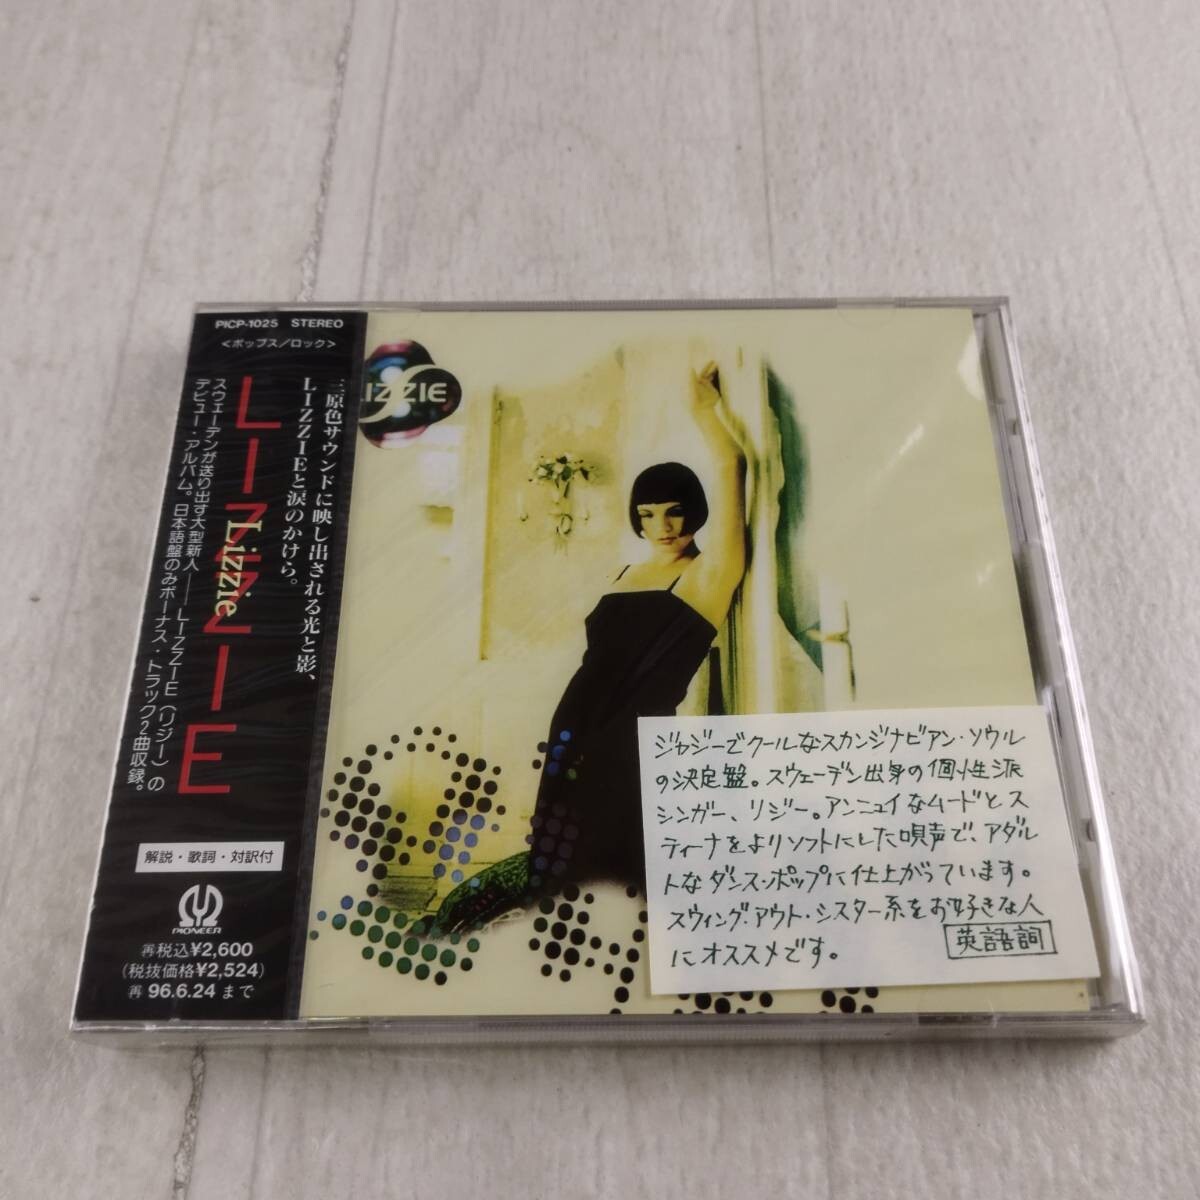 PICP-1025 STEREO
<ポップス／ロック>
三原色サウンドに映し出される光と影、
LIZZIEと涙のかけら。
LIZZIE
Lizzie
スウェーデンが送り出す大型新人——LIZZIE（リジー）の
デビュー・アルバム。日本語盤のみボーナス・トラック2曲収録。
解説・歌詞・対訳付
PIONEER
再税込¥2,600
(税抜価格¥2,524)
再 96.6.24 まで
LIZZIE
ジャジーでクールなスカンジナビアン・ソウル
の決定盤。スウェーデン出身の個性派
シンガー、リジー。アンニュイなムードとス
ティーナをよりソフトにした唄声で、アダル
トなダンス・ポップに仕上がっています。
スウィング・アウト・シスター系をお好きな人
にオススメです。
英語詞